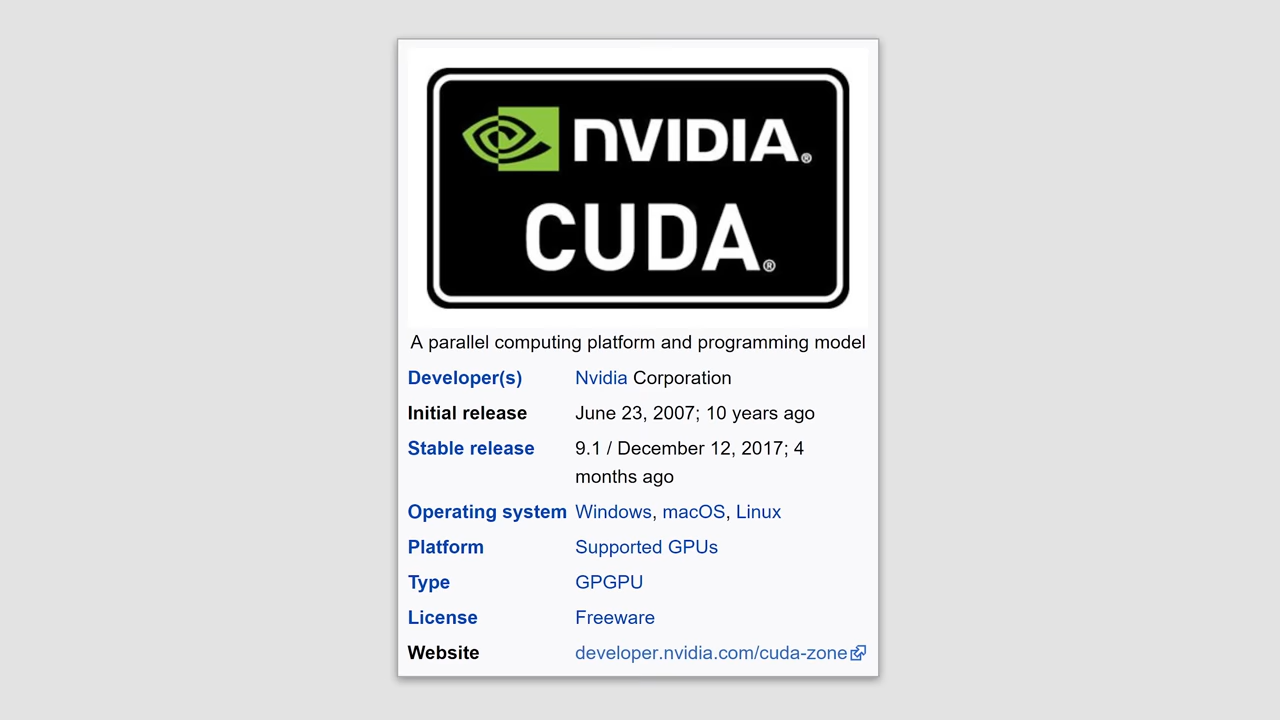 NVIDIA®
CUDA®
A parallel computing platform and programming model
Developer(s) Nvidia Corporation
Initial release June 23, 2007; 10 years ago
Stable release 9.1 / December 12, 2017; 4
months ago
Operating system Windows, macOS, Linux
Platform Supported GPUs
Type GPGPU
License Freeware
Website developer.nvidia.com/cuda-zone